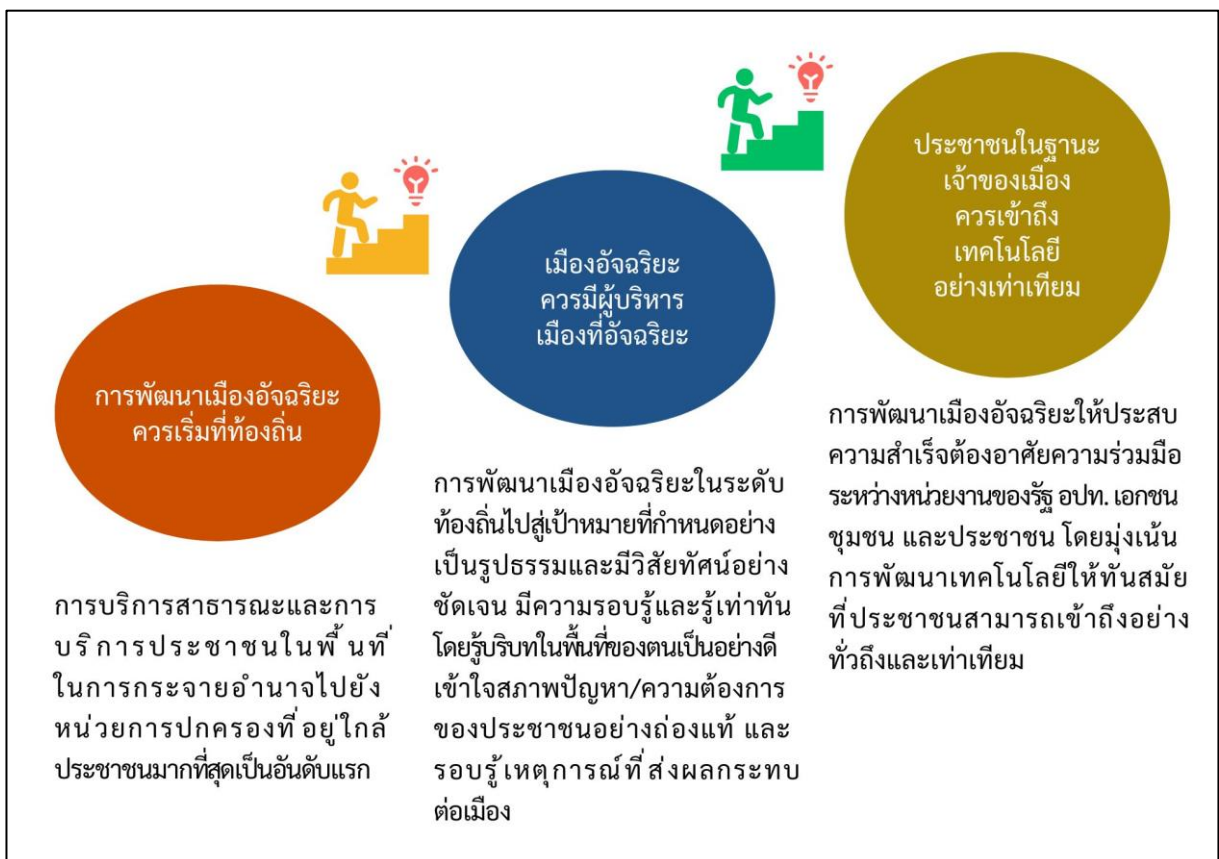 การพัฒนาเมืองอัจฉริยะ
ควรเริ่มที่ท้องถิ่น
การบริการสาธารณะและการ
บริการประชาชนในพื้นที่
ในการกระจายอำนาจไปยัง
หน่วยการปกครองที่อยู่ใกล้
ประชาชนมากที่สุดเป็นอันดับแรก
เมืองอัจฉริยะ
ควรมีผู้บริหาร
เมืองที่อัจฉริยะ
การพัฒนาเมืองอัจฉริยะในระดับ
ท้องถิ่นไปสู่เป้าหมายที่กำหนดอย่าง
เป็นรูปธรรมและมีวิสัยทัศน์อย่าง
ชัดเจน มีความรอบรู้และรู้เท่าทัน
โดยรู้บริบทในพื้นที่ของตนเป็นอย่างดี
เข้าใจสภาพปัญหา/ความต้องการ
ของประชาชนอย่างถ่องแท้ และ
รอบรู้เหตุการณ์ที่ส่งผลกระทบ
ต่อเมือง
ประชาชนในฐานะ
เจ้าของเมือง
ควรเข้าถึง
เทคโนโลยี
อย่างเท่าเทียม
การพัฒนาเมืองอัจฉริยะให้ประสบ
ความสำเร็จต้องอาศัยความร่วมมือ
ระหว่างหน่วยงานของรัฐ อปท. เอกชน
ชุมชน และประชาชน โดยมุ่งเน้น
การพัฒนาเทคโนโลยีให้ทันสมัย
ที่ประชาชนสามารถเข้าถึงอย่าง
ทั่วถึงและเท่าเทียม